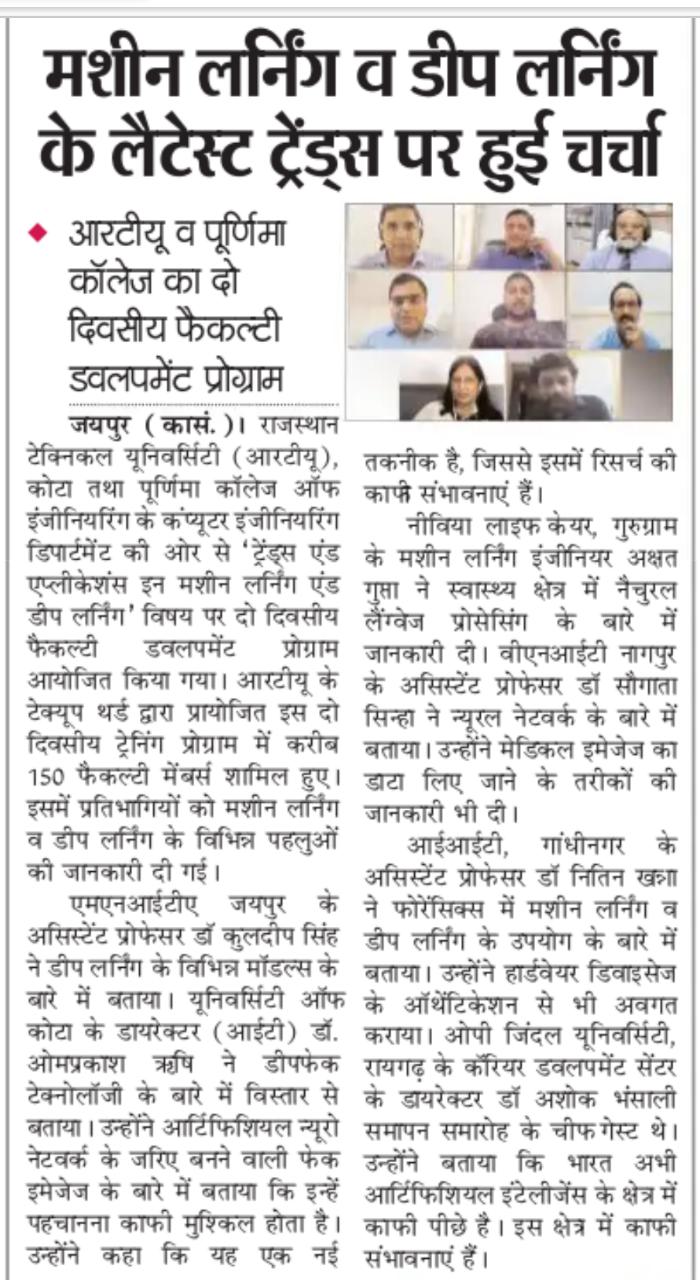 मशीन लर्निंग व डीप लर्निंग
के लैटेस्ट ट्रेंड्स पर हुई चर्चा
आरटीयू व पूर्णिमा
कॉलेज का दो
दिवसीय फैकल्टी
डवलपमेंट प्रोग्राम
जयपुर (कासं.)। राजस्थान
टेक्निकल यूनिवर्सिटी (आरटीयू),
कोटा तथा पूर्णिमा कॉलेज ऑफ
इंजीनियरिंग के कंप्यूटर इंजीनियरिंग
डिपार्टमेंट की ओर से 'ट्रेंड्स एंड
एप्लीकेशंस इन मशीन लर्निंग एंड
डीप लर्निंग' विषय पर दो दिवसीय
फैकल्टी डवलपमेंट प्रोग्राम
आयोजित किया गया। आरटीयू के
टेक्यूप थर्ड द्वारा प्रायोजित इस दो
दिवसीय ट्रेनिंग प्रोग्राम में करीब
150 फैकल्टी मेंबर्स शामिल हुए।
इसमें प्रतिभागियों को मशीन लर्निंग
व डीप लर्निंग के विभिन्न पहलुओं
की जानकारी दी गई।
एमएनआईटीए जयपुर के
असिस्टेंट प्रोफेसर डॉ कुलदीप सिंह
ने डीप लर्निंग के विभिन्न मॉडल्स के
बारे में बताया। यूनिवर्सिटी ऑफ
कोटा के डायरेक्टर (आईटी) डॉ.
ओमप्रकाश ऋषि ने डीपफेक
टेक्नोलॉजी के बारे में विस्तार से
बताया। उन्होंने आर्टिफिशियल न्यूरो
नेटवर्क के जरिए बनने वाली फेक
इमेजेज के बारे में बताया कि इन्हें
पहचानना काफी मुश्किल होता है।
उन्होंने कहा कि यह एक नई
तकनीक है, जिससे इसमें रिसर्च की
काफी संभावनाएं हैं।
नीविया लाइफ केयर, गुरुग्राम
के मशीन लर्निंग इंजीनियर अक्षत
गुप्ता ने स्वास्थ्य क्षेत्र में नैचुरल
लैंग्वेज प्रोसेसिंग के बारे में
जानकारी दी। वीएनआईटी नागपुर
के असिस्टेंट प्रोफेसर डॉ सौगाता
सिन्हा ने न्यूरल नेटवर्क के बारे में
बताया। उन्होंने मेडिकल इमेजेज का
डाटा लिए जाने के तरीकों की
जानकारी भी दी।
आईआईटी, गांधीनगर के
असिस्टेंट प्रोफेसर डॉ नितिन खन्ना
ने फोरेंसिक्स में मशीन लर्निंग व
डीप लर्निंग के उपयोग के बारे में
बताया। उन्होंने हार्डवेयर डिवाइसेज
के ऑथेंटिकेशन से भी अवगत
कराया। ओपी जिंदल यूनिवर्सिटी,
रायगढ़ के कॅरियर डवलपमेंट सेंटर
के डायरेक्टर डॉ अशोक भंसाली
समापन समारोह के चीफ गेस्ट थे।
उन्होंने बताया कि भारत अभी
आर्टिफिशियल इंटेलीजेंस के क्षेत्र में
काफी पीछे है। इस क्षेत्र में काफी
संभावनाएं हैं।